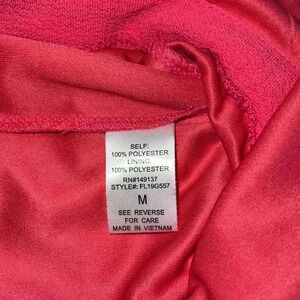 SELF:
100% POLYESTER
LINING:
100% POLYESTER
RN#149137
STYLE#: FL19G557
M
SEE REVERSE
FOR CARE
MADE IN VIETNAM